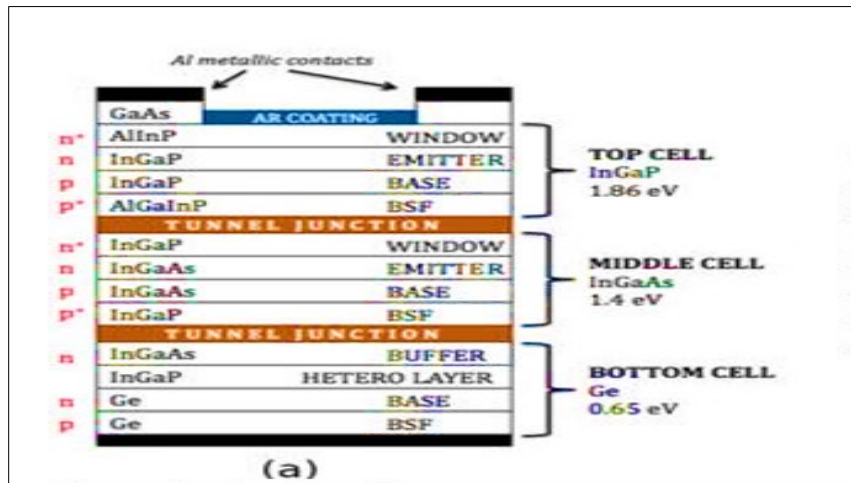 Al metallic contacts
GaAs AR COATING
n⁺ AlInP WINDOW
n InGaP EMITTER
p InGaP BASE
p⁺ AlGaInP BSF
TOP CELL
InGaP
1.86 eV
TUNNEL JUNCTION
n⁺ InGaP WINDOW
n InGaAs EMITTER
p InGaAs BASE
p⁺ InGaP BSF
MIDDLE CELL
InGaAs
1.4 eV
TUNNEL JUNCTION
n InGaAs BUFFER
InGaP HETERO LAYER
n Ge BASE
p Ge BSF
BOTTOM CELL
Ge
0.65 eV
(a)